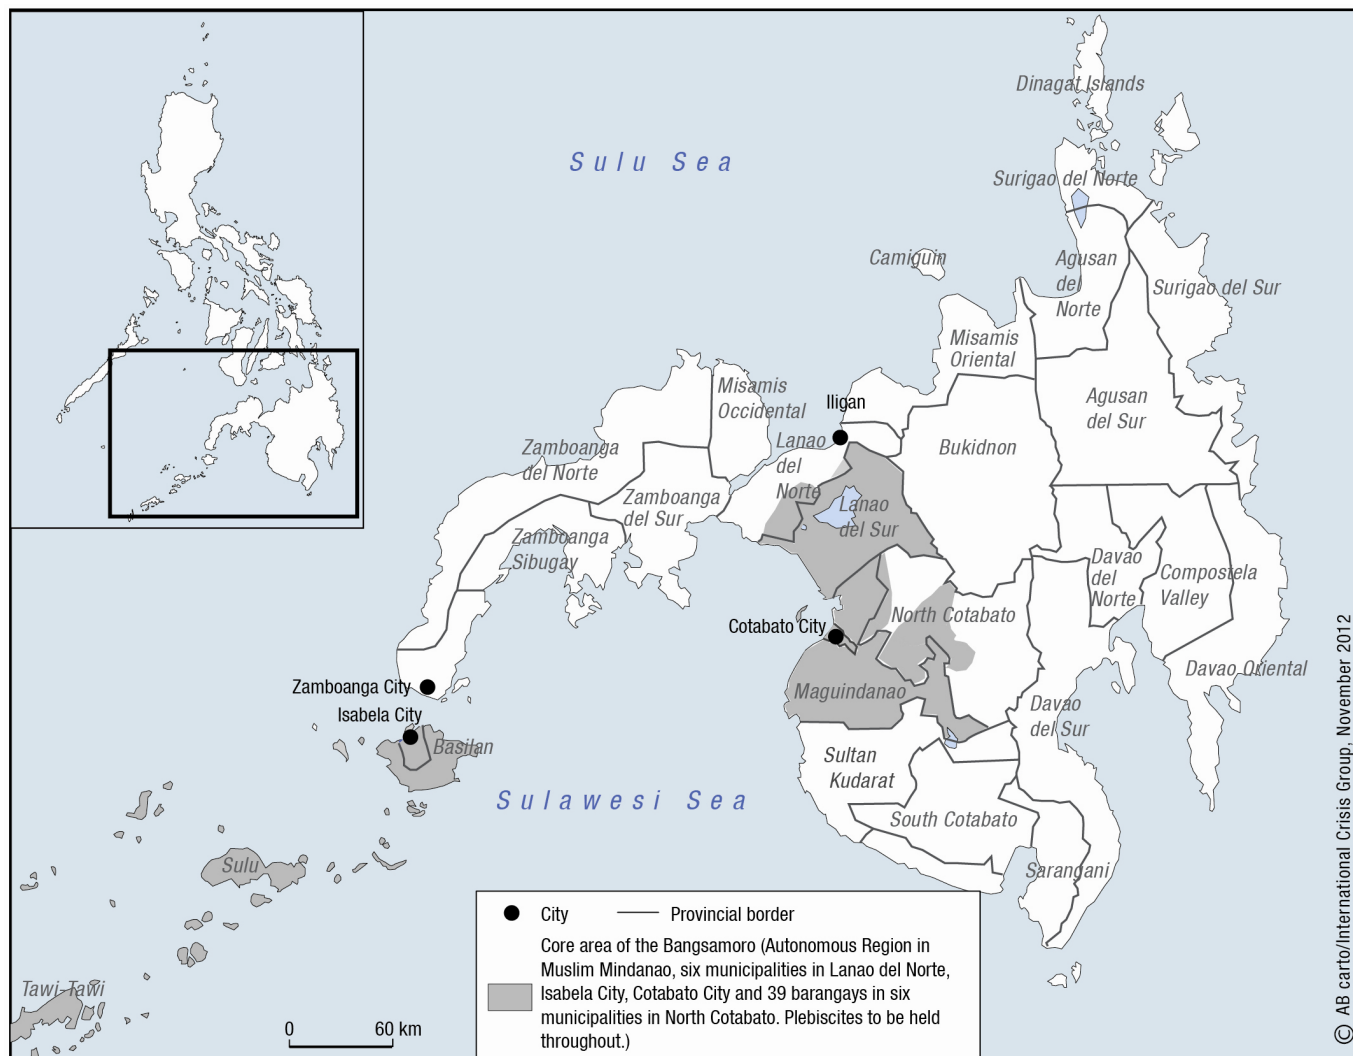 Dinagat Islands
Sulu Sea
Surigao del Norte
Camiguin
Agusan
del
Norte
Surigao del Sur
Misamis
Oriental
Misamis
Occidental
Iligan
Agusan
del Sur
Lanao
del
Norte
Bukidnon
Zamboanga
del Norte
Zamboanga
del Sur
Lanao
del Sur
Zamboanga
Sibugay
Davao
del
Norte
Compostela
Valley
North Cotabato
Cotabato City
Davao Oriental
Zamboanga City
Maguindanao
Isabela City
Davao
del Sur
Basilan
Sultan
Kudarat
Sulawesi Sea
South Cotabato
Sulu
Sarangani
Tawi-Tawi
0 60 km
City
Provincial border
Core area of the Bangsamoro (Autonomous Region in
Muslim Mindanao, six municipalities in Lanao del Norte,
Isabela City, Cotabato City and 39 barangays in six
municipalities in North Cotabato. Plebiscites to be held
throughout.)
© AB carto/International Crisis Group, November 2012